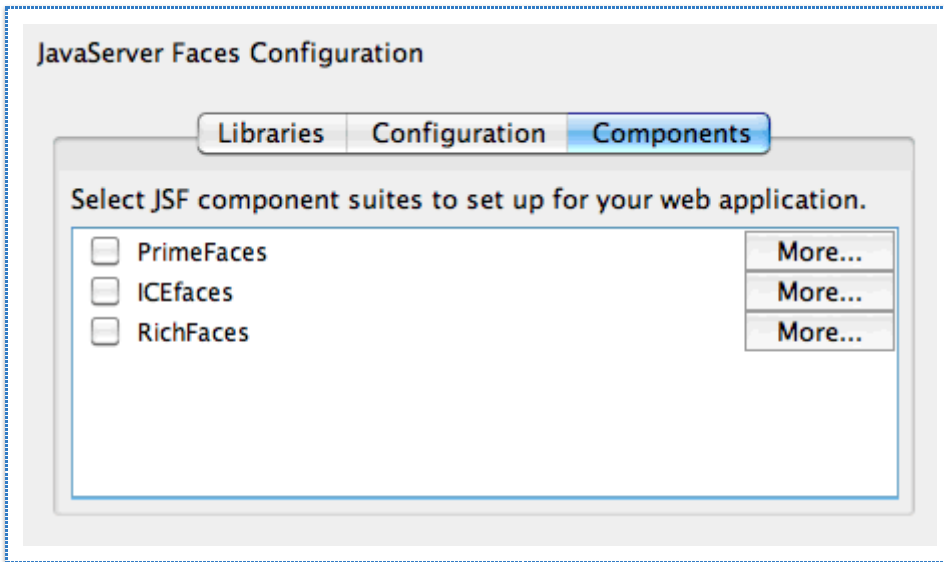 JavaServer Faces Configuration
Libraries Configuration Components
Select JSF component suites to set up for your web application.
PrimeFaces More...
ICEfaces More...
RichFaces More...